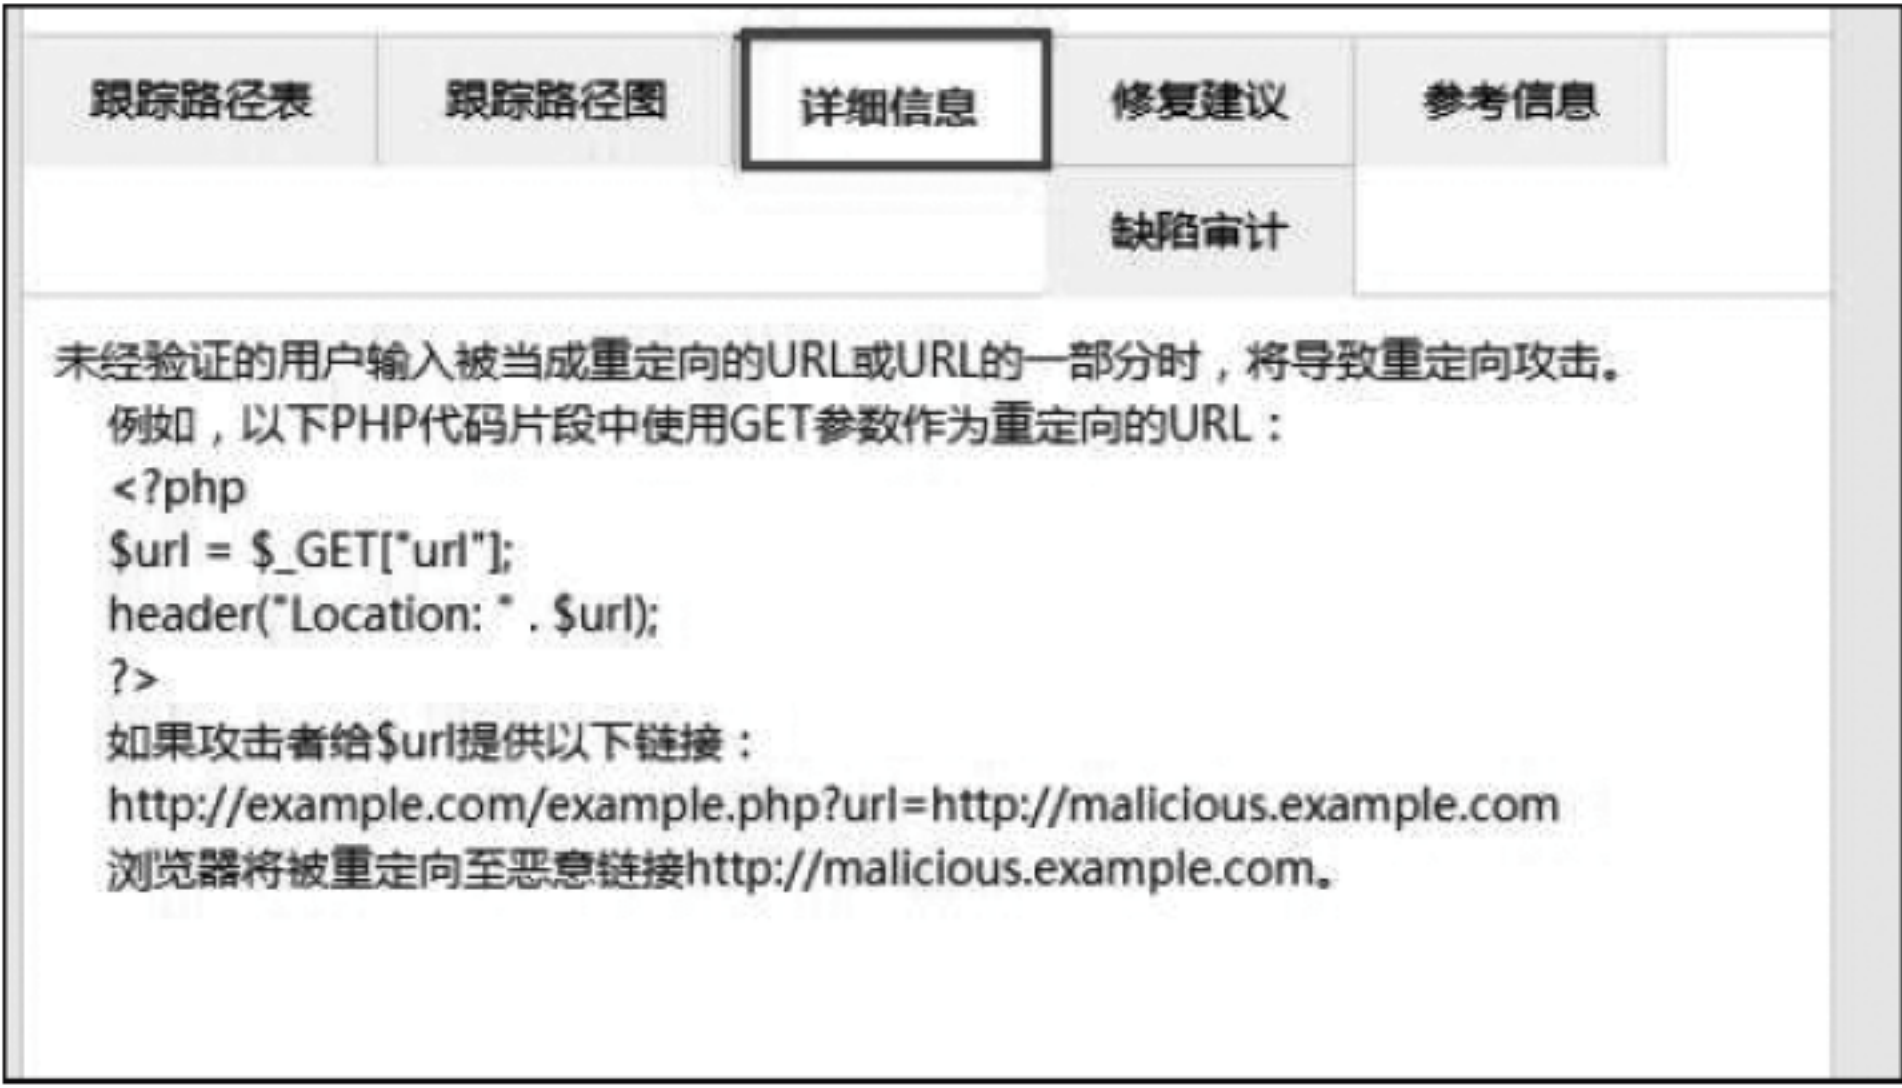 跟踪路径表 跟踪路径图 详细信息 修复建议 参考信息
缺陷审计
未经验证的用户输入被当成重定向的URL或URL的一部分时，将导致重定向攻击。
例如，以下PHP代码片段中使用GET参数作为重定向的URL：
<?php
$url = $_GET["url"];
header("Location: " . $url);
?>
如果攻击者给$url提供以下链接：
http://example.com/example.php?url=http://malicious.example.com
浏览器将被重定向至恶意链接http://malicious.example.com。